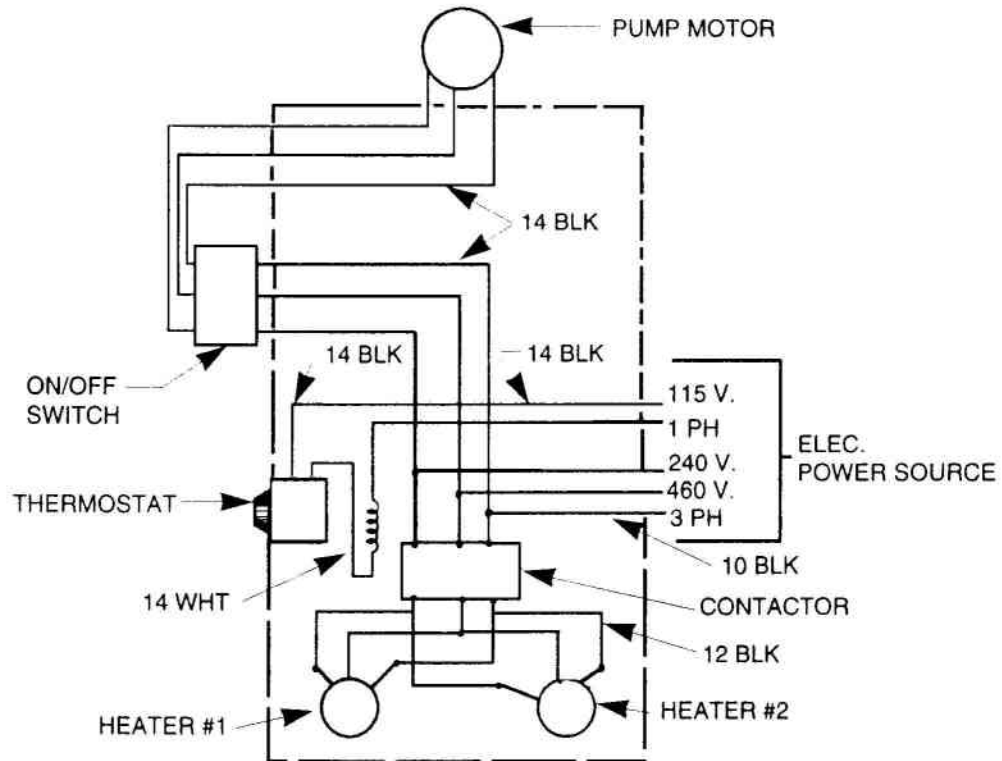 PUMP MOTOR
14 BLK
ON/OFF
SWITCH
14 BLK
14 BLK
115 V.
1 PH
240 V.
460 V.
3 PH
ELEC.
POWER SOURCE
THERMOSTAT
10 BLK
14 WHT
CONTACTOR
12 BLK
HEATER #1
HEATER #2